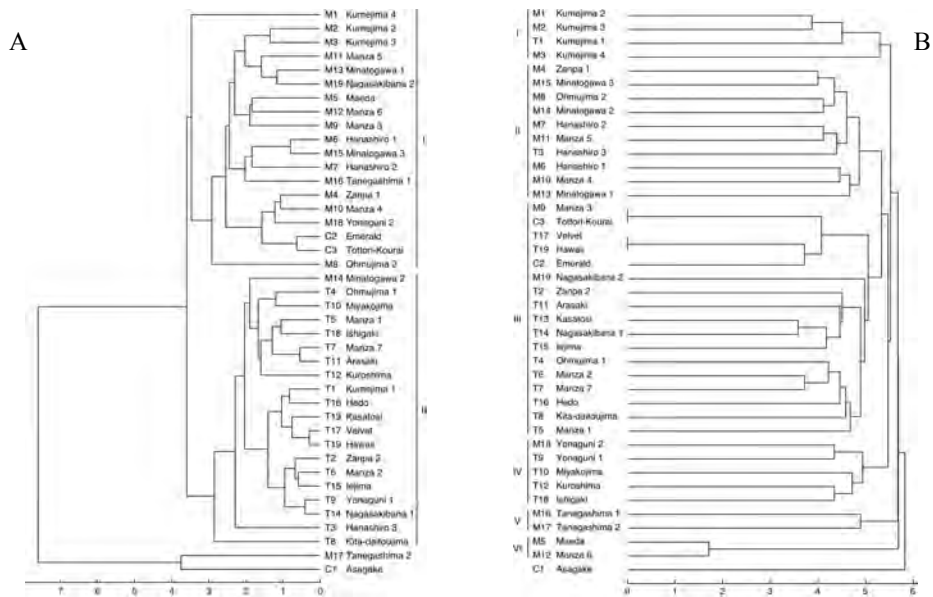 A
M1 Kumejima 4
M2 Kumejima 2
M3 Kumejima 3
M11 Manza 5
M13 Minatogawa 1
M19 Nagasakibana 2
M5 Maeda
M12 Manza 6
M9 Manza 3
M6 Hanashiro 1
M15 Minatogawa 3
M7 Hanashiro 2
M16 Tanegashima 1
M4 Zanpa 1
M10 Manza 4
M18 Yonaguni 2
C2 Emerald
C3 Tottori-Kourai
M8 Ohmujima 2
M14 Minatogawa 2
T4 Ohmujima 1
T10 Miyakojima
T5 Manza 1
T18 Ishigaki
T7 Manza 7
T11 Arasaki
T12 Kuroshima
T1 Kumejima 1
T16 Hedo
T13 Kasatosi
T17 Velvet
T19 Hawaii
T2 Zanpa 2
T6 Manza 2
T15 Iejima
T9 Yonaguni 1
T14 Nagasakibana 1
T3 Hanashiro 3
T8 Kita-daitoujima
M17 Tanegashima 2
C1 Asagake
I
II
7 6 5 4 3 2 1 0
B
M1 Kumejima 2
M2 Kumejima 3
T1 Kumejima 1
M3 Kumejima 4
M4 Zanpa 1
M15 Minatogawa 3
M8 Ohmujima 2
M14 Minatogawa 2
M7 Hanashiro 2
M11 Manza 5
T3 Hanashiro 3
M6 Hanashiro 1
M10 Manza 4
M13 Minatogawa 1
M9 Manza 3
C3 Tottori-Kourai
T17 Velvet
T19 Hawaii
C2 Emerald
M19 Nagasakibana 2
T2 Zanpa 2
T11 Arasaki
T13 Kasatosi
T14 Nagasakibana 1
T15 Iejima
T4 Ohmujima 1
T6 Manza 2
T7 Manza 7
T16 Hedo
T8 Kita-daitoujima
T5 Manza 1
M18 Yonaguni 2
T9 Yonaguni 1
T10 Miyakojima
T12 Kuroshima
T18 Ishigaki
M16 Tanegashima 1
M17 Tanegashima 2
M5 Maeda
M12 Manza 6
C1 Asagake
I
II
III
IV
V
VI
0 1 2 3 4 5 6